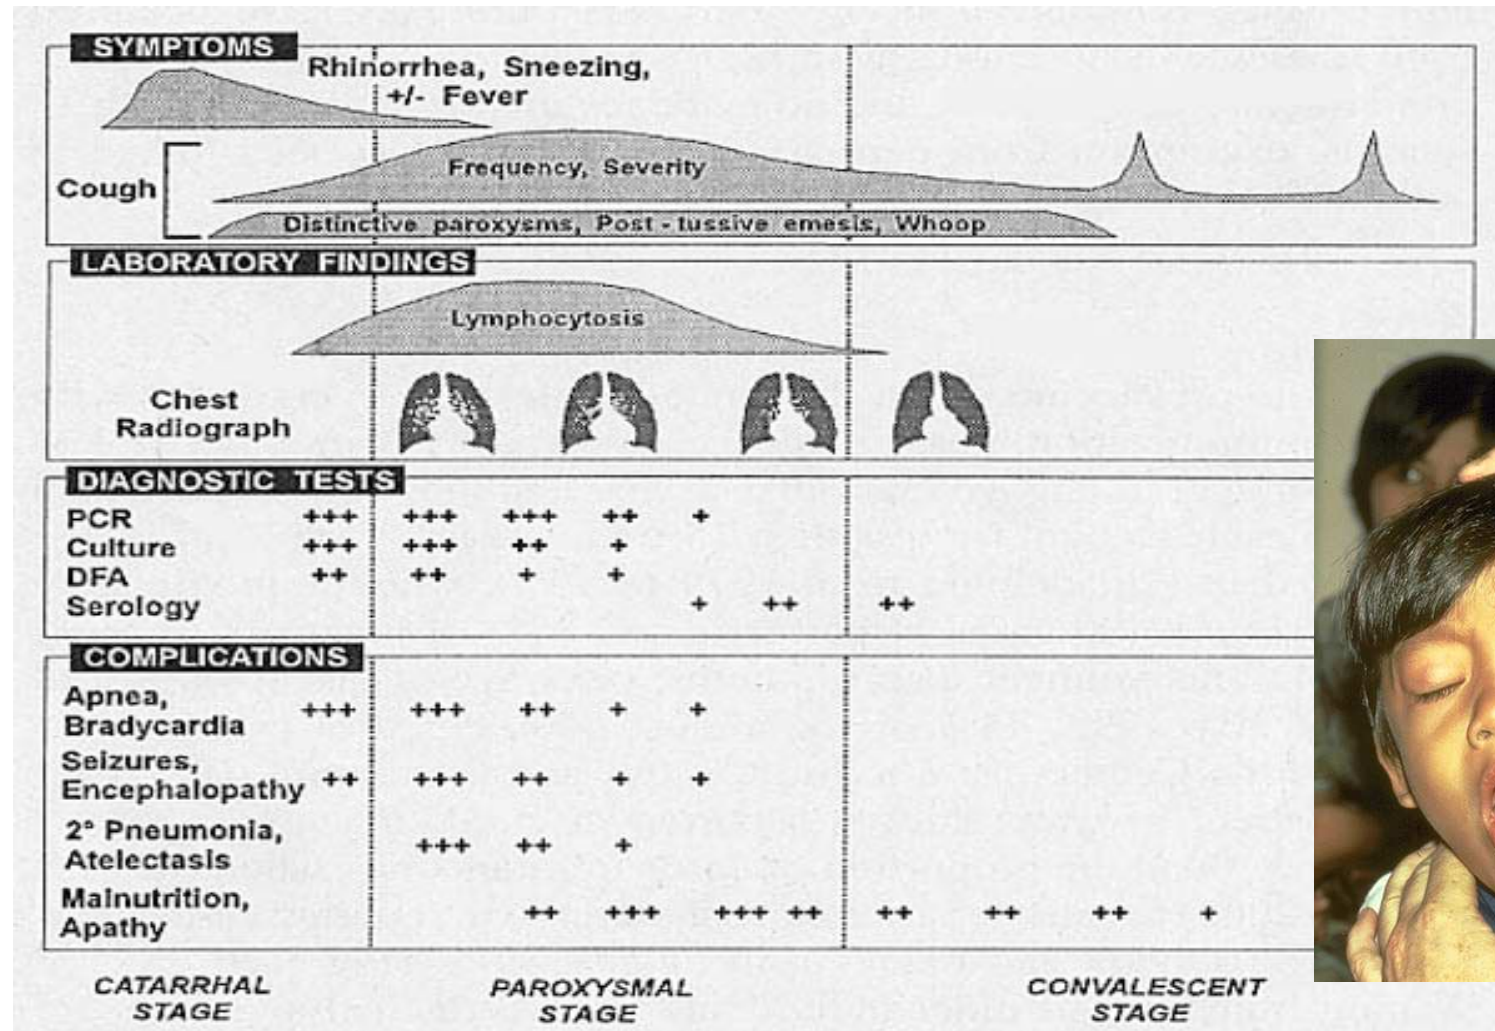 SYMPTOMS
Rhinorrhea, Sneezing,
+/- Fever
Cough
Frequency, Severity
Distinctive paroxysms, Post-tussive emesis, Whoop
LABORATORY FINDINGS
Lymphocytosis
Chest
Radiograph
DIAGNOSTIC TESTS
PCR +++ +++ +++ ++ +
Culture +++ +++ ++ +
DFA ++ ++ + +
Serology + ++ ++
COMPLICATIONS
Apnea,
Bradycardia +++ +++ ++ + +
Seizures,
Encephalopathy ++ +++ ++ + +
2° Pneumonia,
Atelectasis +++ ++ +
Malnutrition,
Apathy ++ +++ +++ ++ ++ ++ ++ +
CATARRHAL STAGE
PAROXYSMAL STAGE
CONVALESCENT STAGE